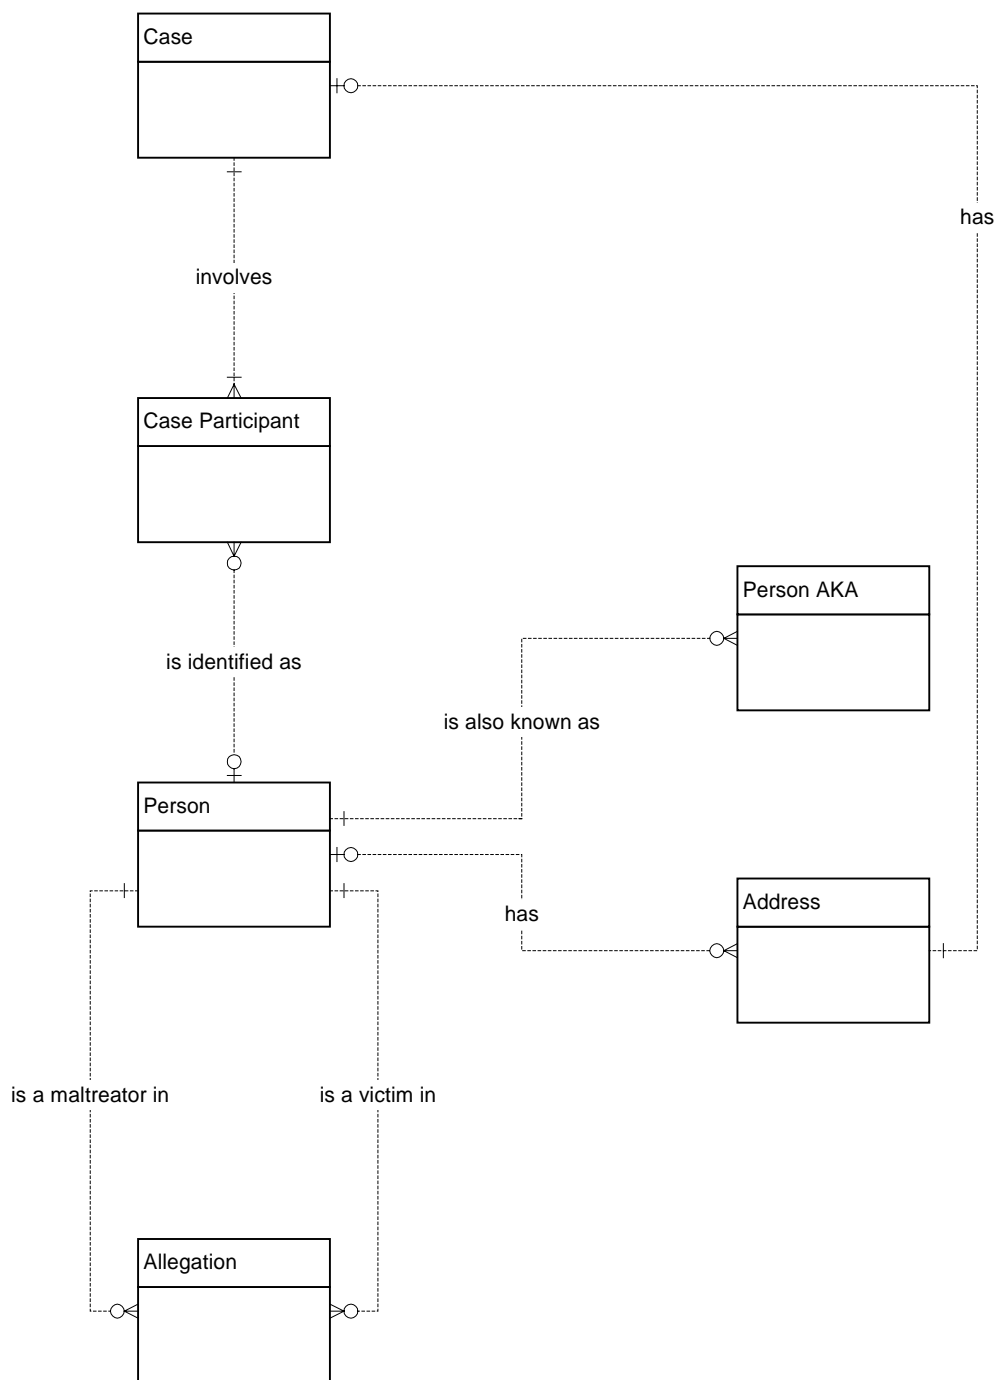 Case
has
involves
Case Participant
Person AKA
is identified as
is also known as
Person
Address
has
is a maltreator in
is a victim in
Allegation